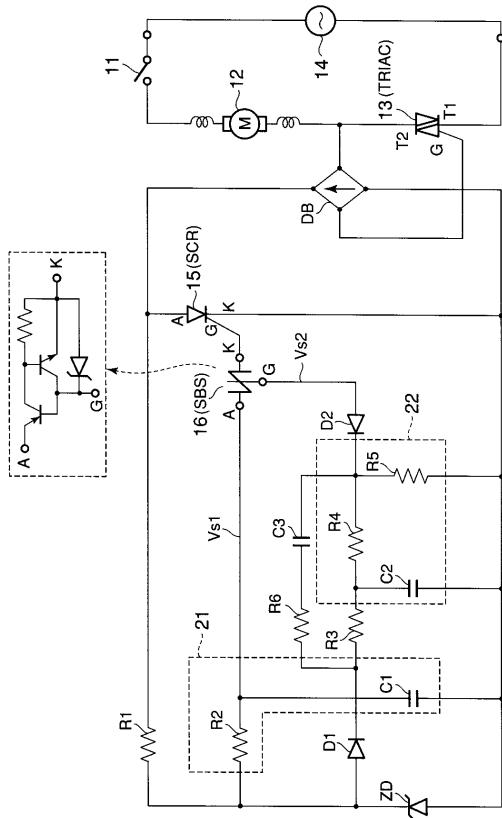 11
12
M
14
13 (TRIAC)
T2
T1
G
DB
K
A
G
15 (SCR)
A
G
K
K
G
A
16 (SBS)
Vs2
Vs1
D2
22
R5
R4
C3
C2
R6
R3
21
R1
R2
C1
D1
ZD